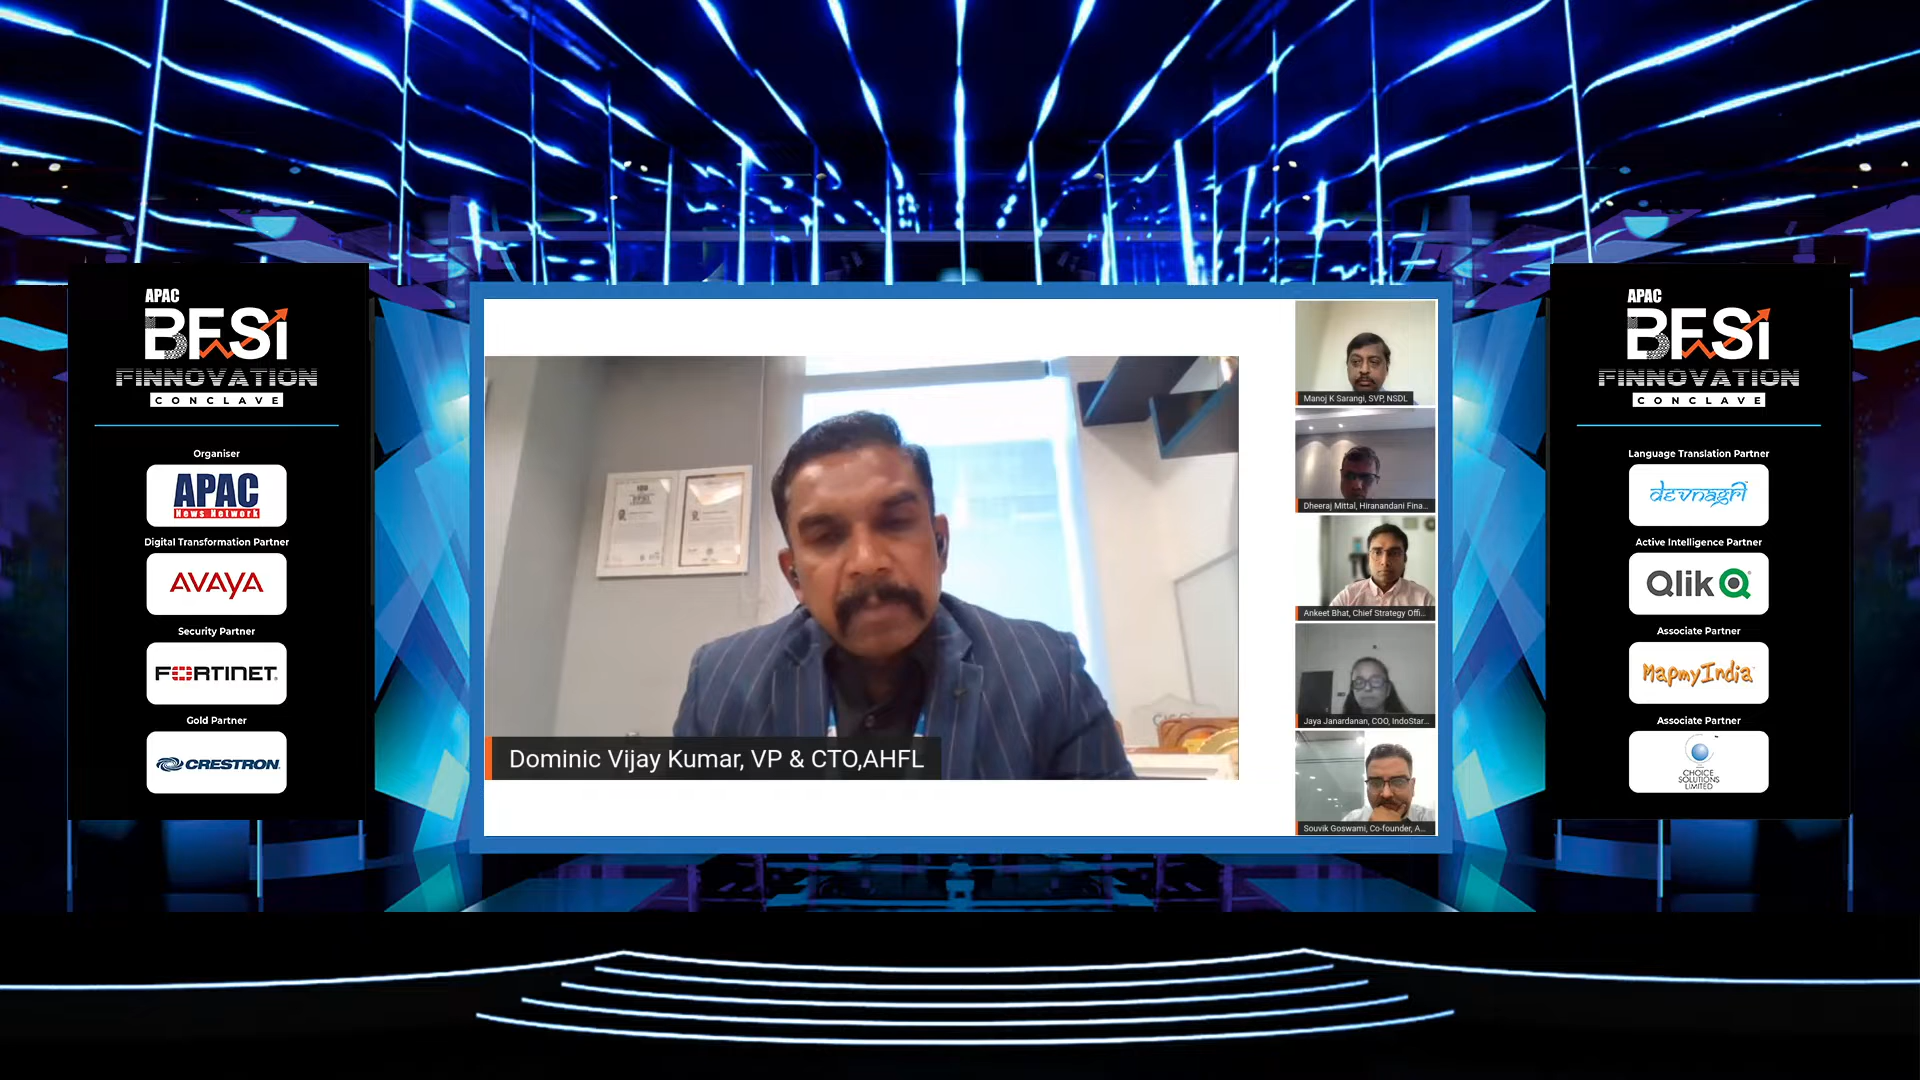 APAC
BFSI
FINNOVATION
CONCLAVE
Organiser
APAC
News Network
Digital Transformation Partner
AVAYA
Security Partner
FORTINET
Gold Partner
CRESTRON
Dominic Vijay Kumar, VP & CTO,AHFL
Manoj K Sarangi, SVP, NSDL
Dheeraj Mittal, Hiranandani Fina...
Ankeet Bhat, Chief Strategy Offi...
Jaya Janardanan, COO, IndoStar...
Souvik Goswami, Co-founder, A...
APAC
BFSI
FINNOVATION
CONCLAVE
Language Translation Partner
devnagri
Active Intelligence Partner
Qlik
Associate Partner
MapmyIndia
Associate Partner
CHOICE
SOLUTIONS
LIMITED